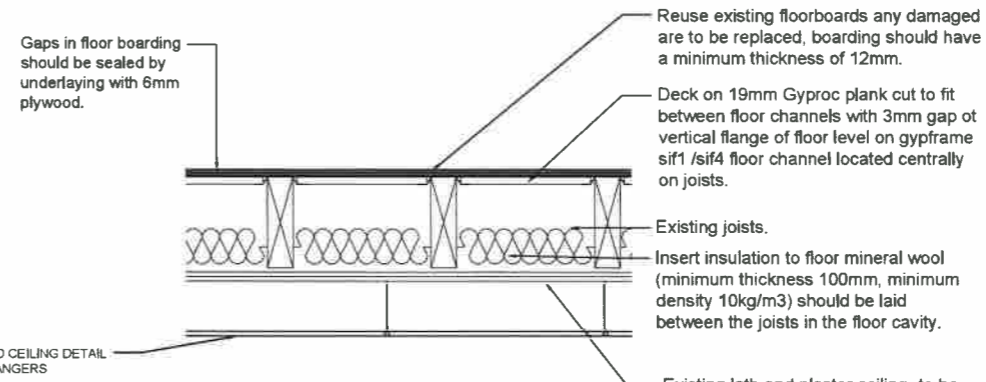 Gaps in floor boarding
should be sealed by
underlaying with 6mm
plywood.
Reuse existing floorboards any damaged
are to be replaced, boarding should have
a minimum thickness of 12mm.
Deck on 19mm Gyproc plank cut to fit
between floor channels with 3mm gap ot
vertical flange of floor level on gypframe
sif1 /sif4 floor channel located centrally
on joists.
Existing joists.
Insert insulation to floor mineral wool
(minimum thickness 100mm, minimum
density 10kg/m3) should be laid
between the joists in the floor cavity.
CEILING DETAIL
Existing lath and plaster ceiling to be